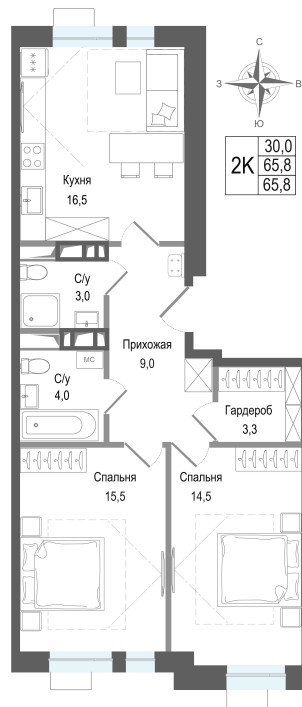 С
З
В
Ю
2К
30,0
65,8
65,8
Кухня
16,5
С/у
3,0
Прихожая
9,0
С/у
4,0
МС
Гардероб
3,3
Спальня
15,5
Спальня
14,5